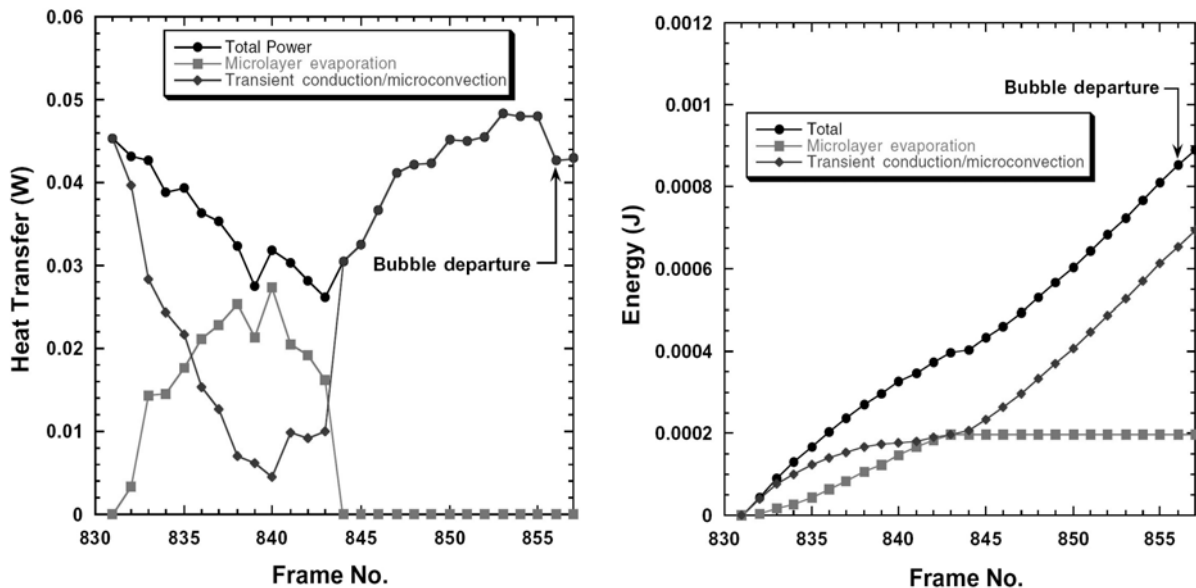 Heat Transfer (W)
0.06
0.05
0.04
0.03
0.02
0.01
0
Total Power
Microlayer evaporation
Transient conduction/microconvection
Bubble departure
830 835 840 845 850 855
Frame No.
Energy (J)
0.0012
0.001
0.0008
0.0006
0.0004
0.0002
0
Bubble departure
Total
Microlayer evaporation
Transient conduction/microconvection
830 835 840 845 850 855
Frame No.